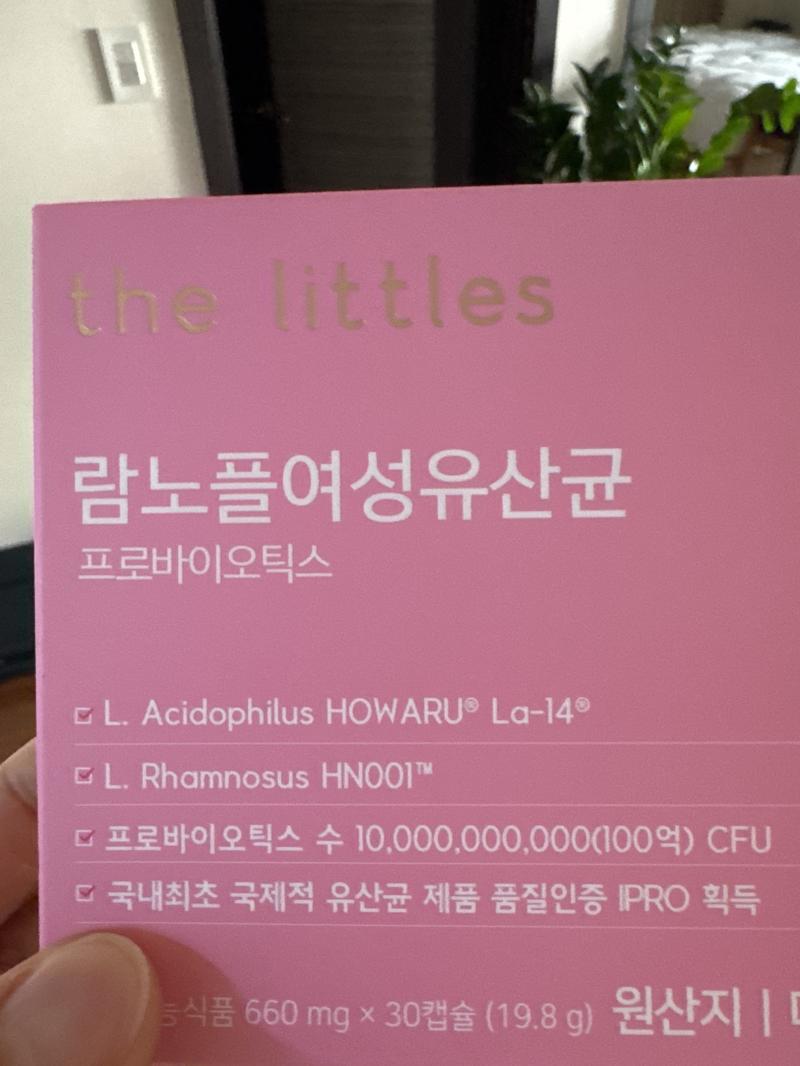 the littles
람노플여성유산균
프로바이오틱스
L. Acidophilus HOWARU® La-14®
L. Rhamnosus HN001™
프로바이오틱스 수 10,000,000,000(100억) CFU
국내최초 국제적 유산균 제품 품질인증 IPRO 획득
660 mg × 30캡슐 (19.8 g) 원산지 |